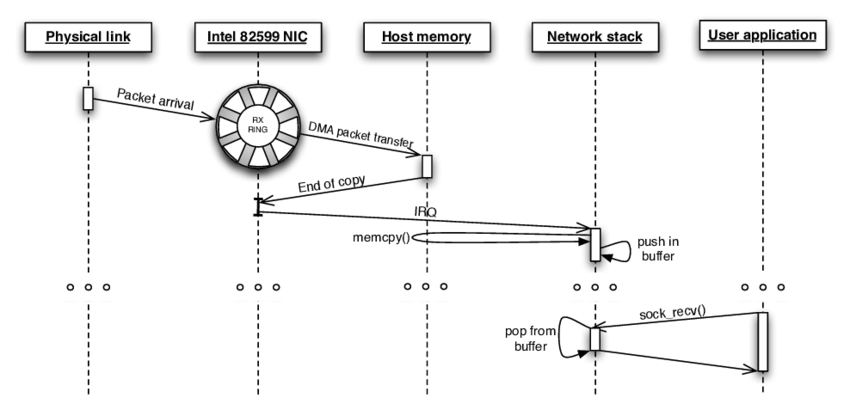 Physical link
Intel 82599 NIC
Host memory
Network stack
User application
Packet arrival
RX
RING
DMA packet transfer
End of copy
IRQ
memcpy()
push in
buffer
sock_recv()
pop from
buffer